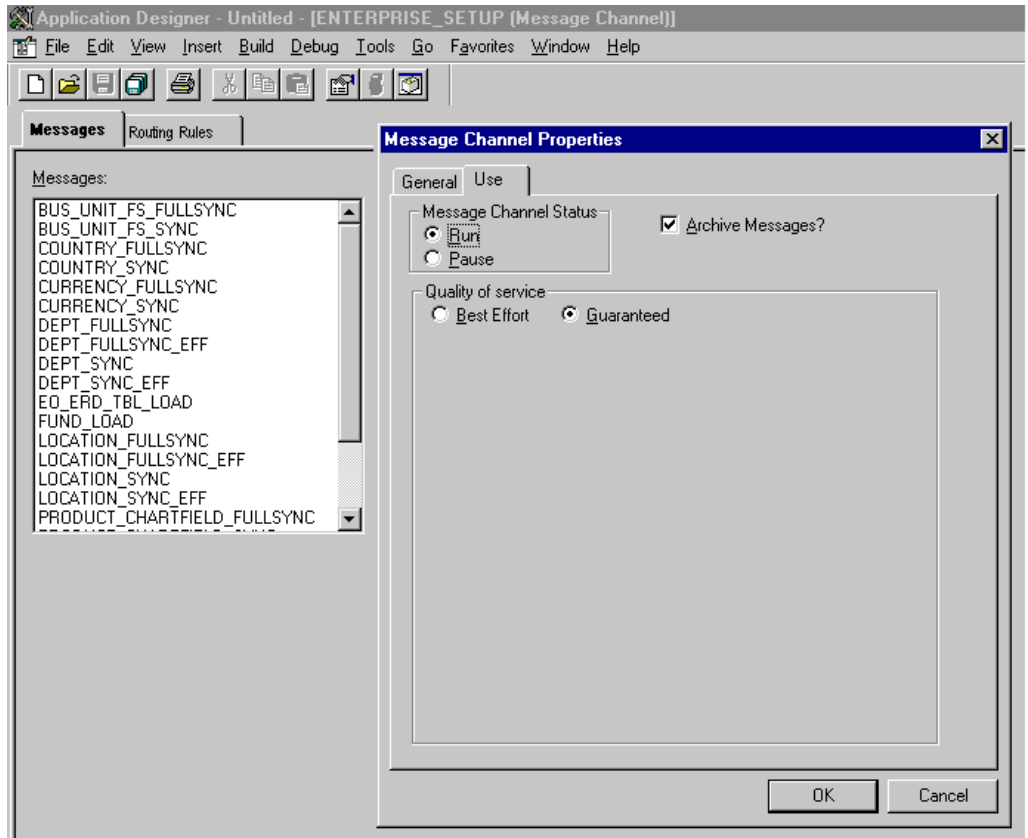 Application Designer - Untitled - [ENTERPRISE_SETUP (Message Channel)]
File Edit View Insert Build Debug Tools Go Favorites Window Help
Messages
Routing Rules
Messages:
BUS_UNIT_FS_FULLSYNC
BUS_UNIT_FS_SYNC
COUNTRY_FULLSYNC
COUNTRY_SYNC
CURRENCY_FULLSYNC
CURRENCY_SYNC
DEPT_FULLSYNC
DEPT_FULLSYNC_EFF
DEPT_SYNC
DEPT_SYNC_EFF
EO_ERD_TBL_LOAD
FUND_LOAD
LOCATION_FULLSYNC
LOCATION_FULLSYNC_EFF
LOCATION_SYNC
LOCATION_SYNC_EFF
PRODUCT_CHARTFIELD_FULLSYNC
Message Channel Properties
General Use
Message Channel Status
Run
Pause
Archive Messages?
Quality of service
Best Effort Guaranteed
OK Cancel